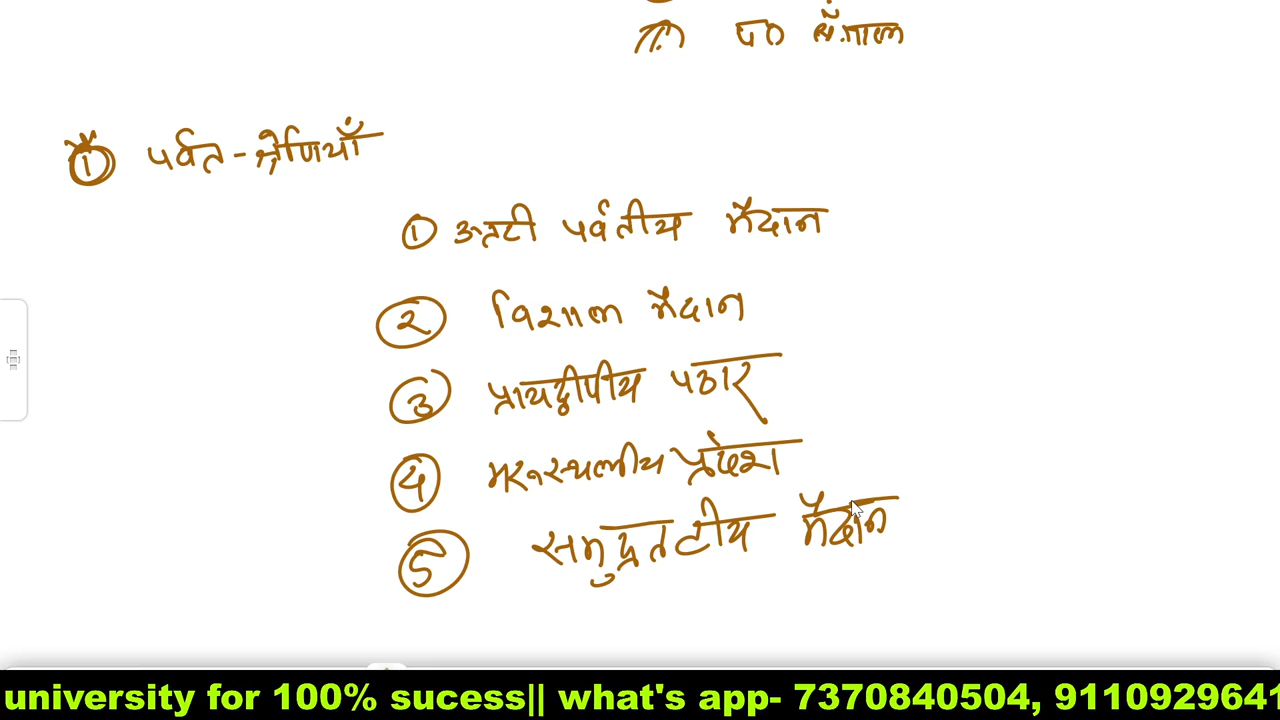 प० बंगाल
① पर्वत-श्रेणियाँ
① उत्तरी पर्वतीय मैदान
② विशाल मैदान
③ प्रायद्वीपीय पठार
④ मरुस्थलीय प्रदेश
⑤ समुद्रतटीय मैदान
university for 100% sucess|| what's app- 7370840504, 9110929641